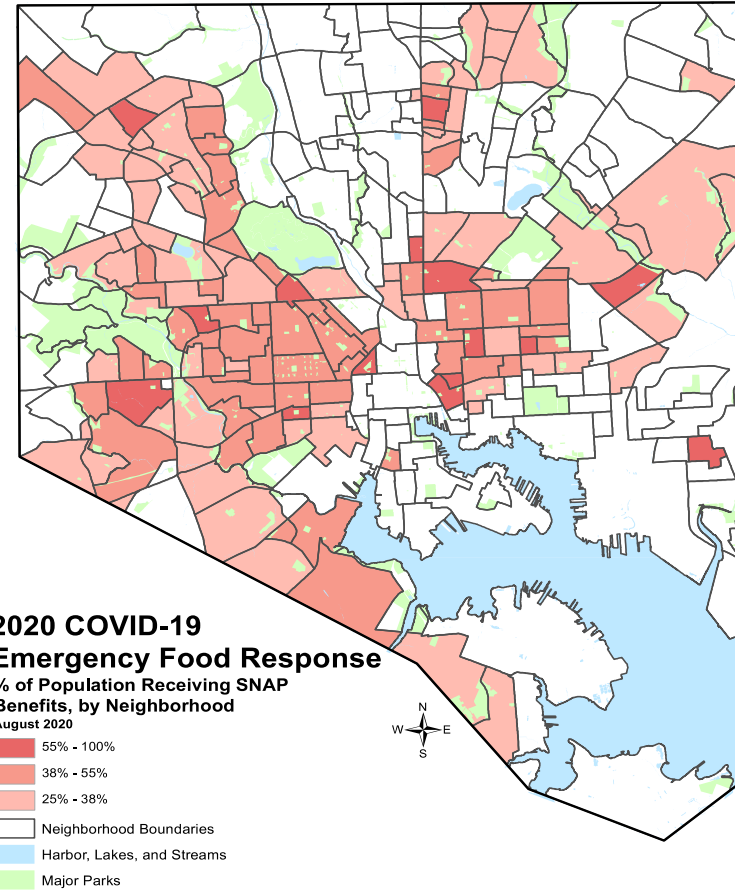 2020 COVID-19
Emergency Food Response
% of Population Receiving SNAP
Benefits, by Neighborhood
August 2020
N
W E
S
55% - 100%
38% - 55%
25% - 38%
Neighborhood Boundaries
Harbor, Lakes, and Streams
Major Parks